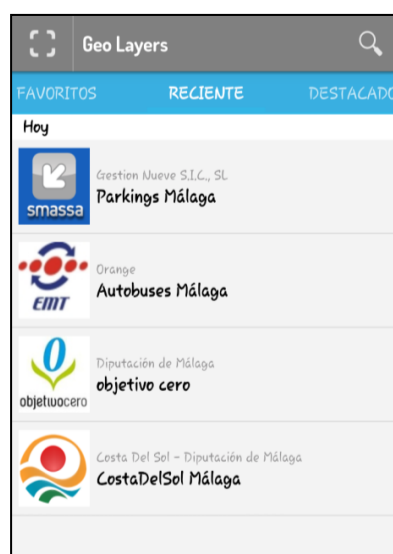 Geo Layers
FAVORITOS RECIENTE DESTACADO
Hoy
smassa
Gestion Nueve S.I.C., SL
Parkings Málaga
EMT
Orange
Autobuses Málaga
objetivocero
Diputación de Málaga
objetivo cero
Costa Del Sol - Diputación de Málaga
CostaDelSol Málaga